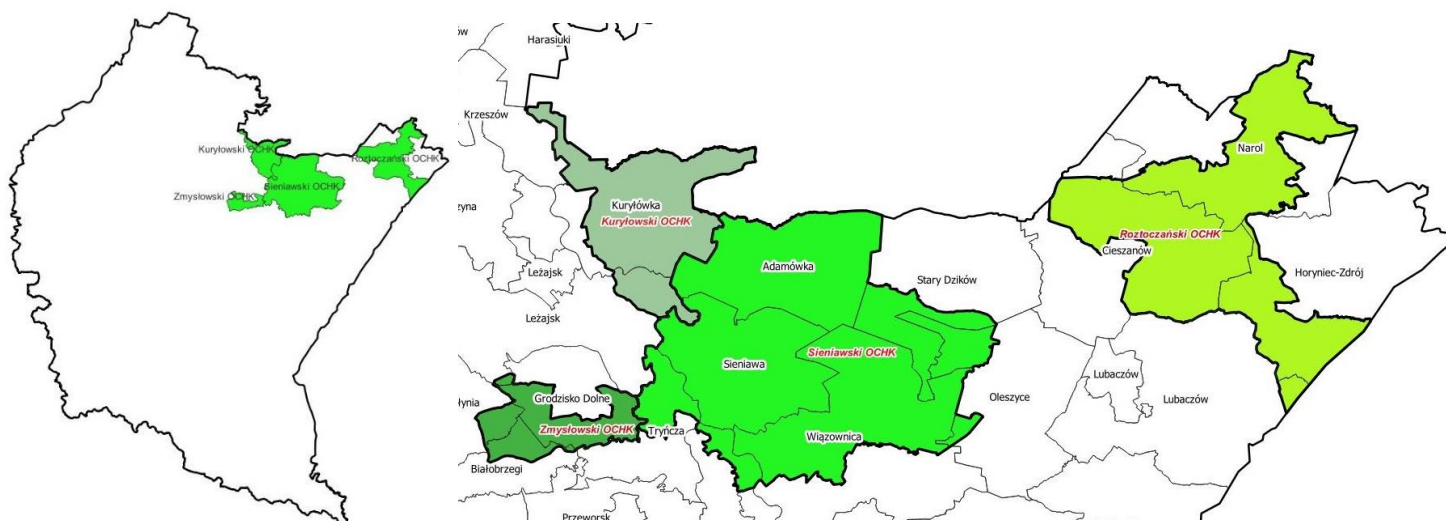 Kuryłowski OCHK
Roztoczański OCHK
Sieniawski OCHK
Zmysłowski OCHK
Harasiuki
Krzeszów
Narol
Kuryłówka
Kuryłowski OCHK
Roztoczański OCHK
Cieszanów
Adamówka
Leżajsk
Stary Dzików
Horyniec-Zdrój
Leżajsk
Sieniawski OCHK
Sieniawa
Lubaczów
Grodzisko Dolne
Oleszyce
Lubaczów
Zmysłowski OCHK
Tryńcza
Wiązownica
Białobrzegi
Przeworsk